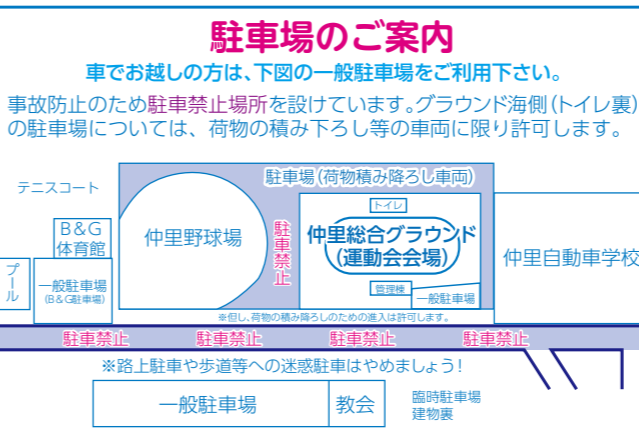 駐車場のご案内
車でお越しの方は、下図の一般駐車場をご利用下さい。
事故防止のため駐車禁止場所を設けています。グラウンド海側(トイレ裏)
の駐車場については、荷物の積み下ろし等の車両に限り許可します。
駐車場(荷物積み降ろし車両)
テニスコート
トイレ
B&G
体育館
仲里野球場
駐車禁止
仲里総合グラウンド
(運動会会場)
仲里自動車学校
プール
一般駐車場
(B&G駐車場)
管理棟
一般駐車場
※但し、荷物の積み降ろしのための進入は許可します。
駐車禁止 駐車禁止 駐車禁止 駐車禁止
※路上駐車や歩道等への迷惑駐車はやめましょう!
一般駐車場
教会
臨時駐車場
建物裏